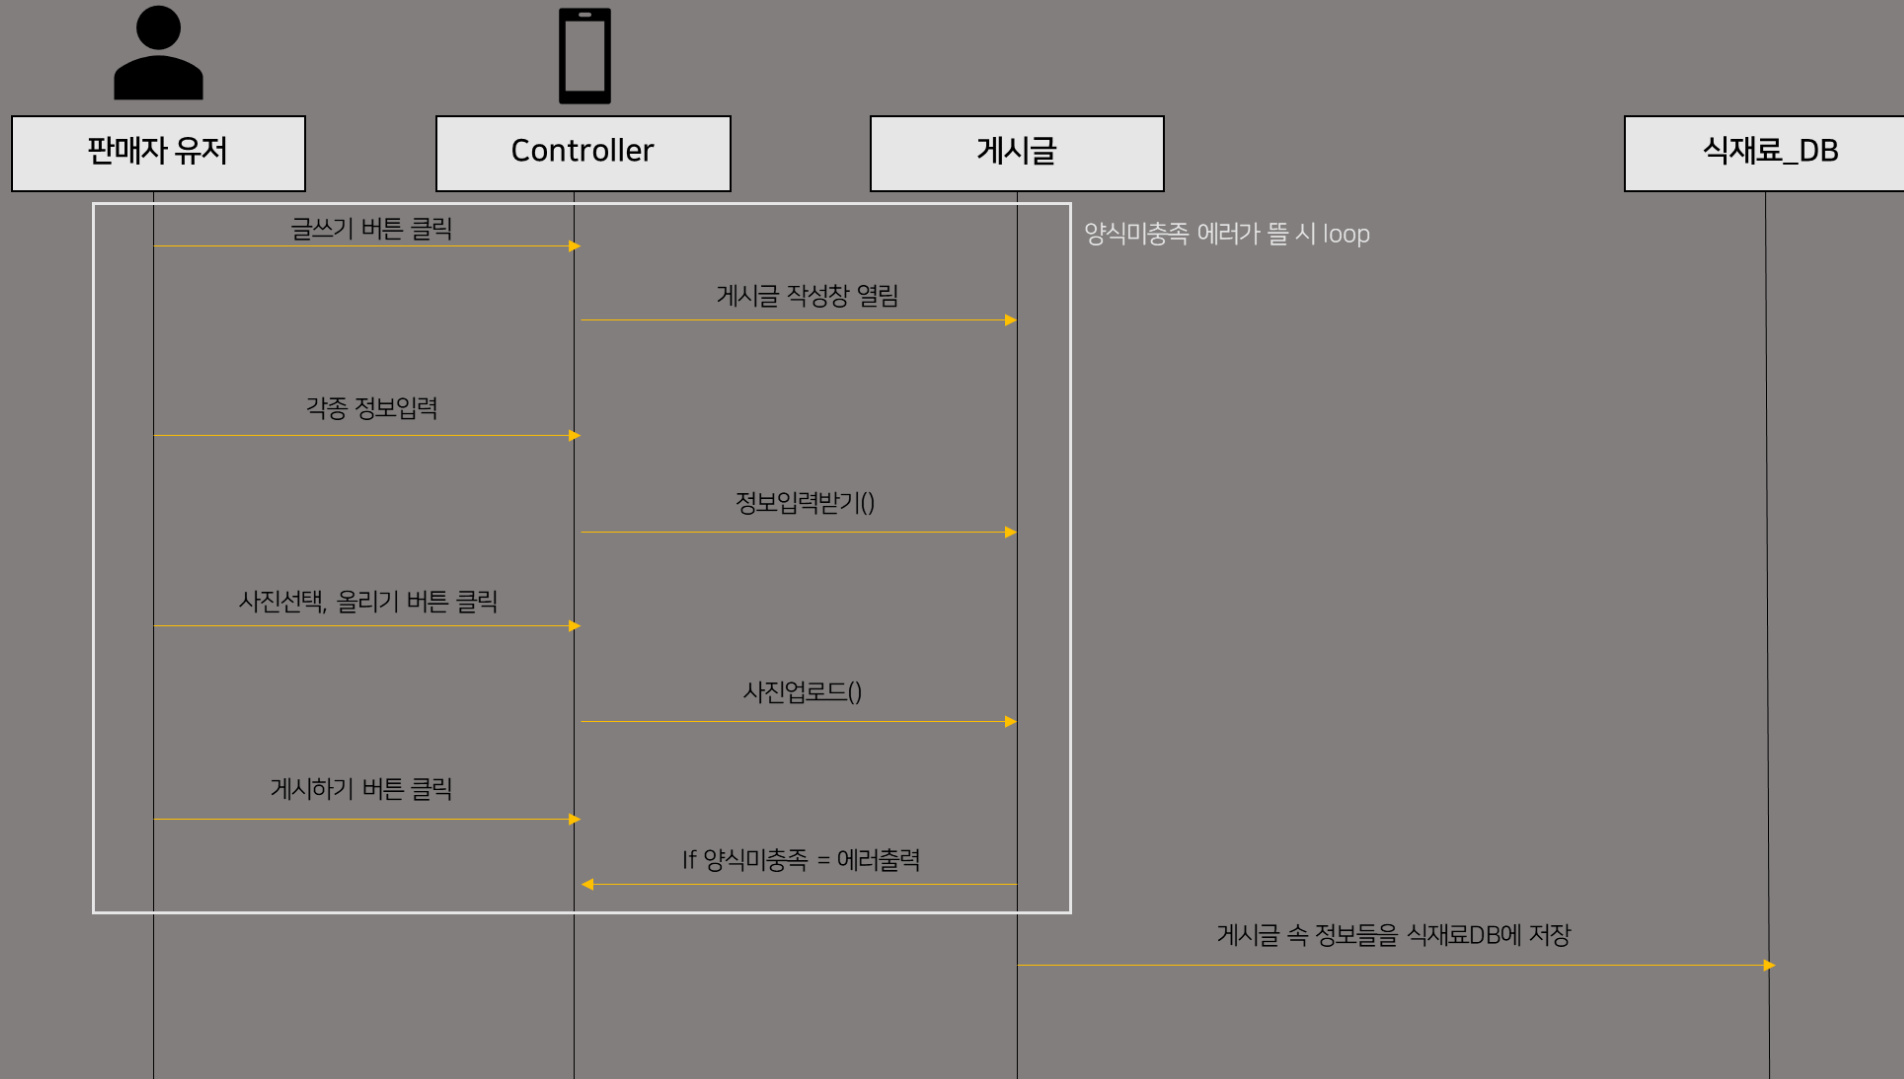 판매자 유저
Controller
게시글
식재료_DB
글쓰기 버튼 클릭
양식미충족 에러가 뜰 시 loop
게시글 작성창 열림
각종 정보입력
정보입력받기()
사진선택, 올리기 버튼 클릭
사진업로드()
게시하기 버튼 클릭
If 양식미충족 = 에러출력
게시글 속 정보들을 식재료DB에 저장